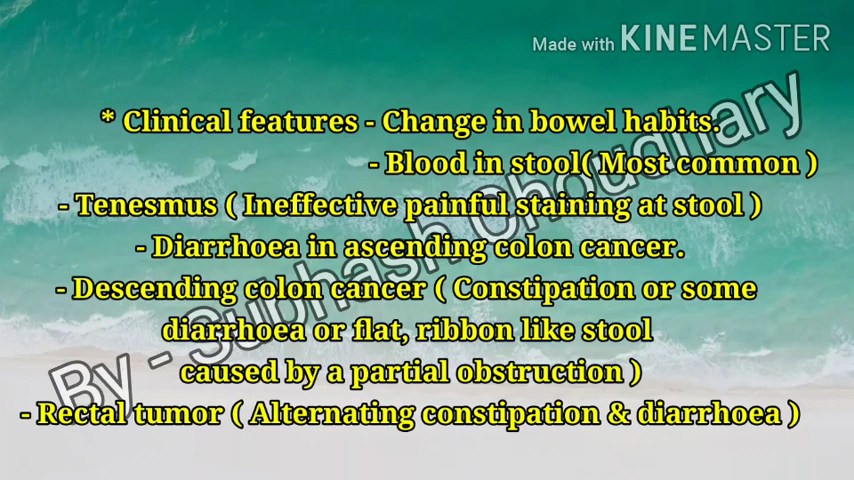 Made with KINEMASTER
* Clinical features - Change in bowel habits.
- Blood in stool( Most common )
- Tenesmus ( Ineffective painful staining at stool )
- Diarrhoea in ascending colon cancer.
- Descending colon cancer ( Constipation or some
diarrhoea or flat, ribbon like stool
caused by a partial obstruction )
- Rectal tumor ( Alternating constipation & diarrhoea )
By - Subhash Choudhary